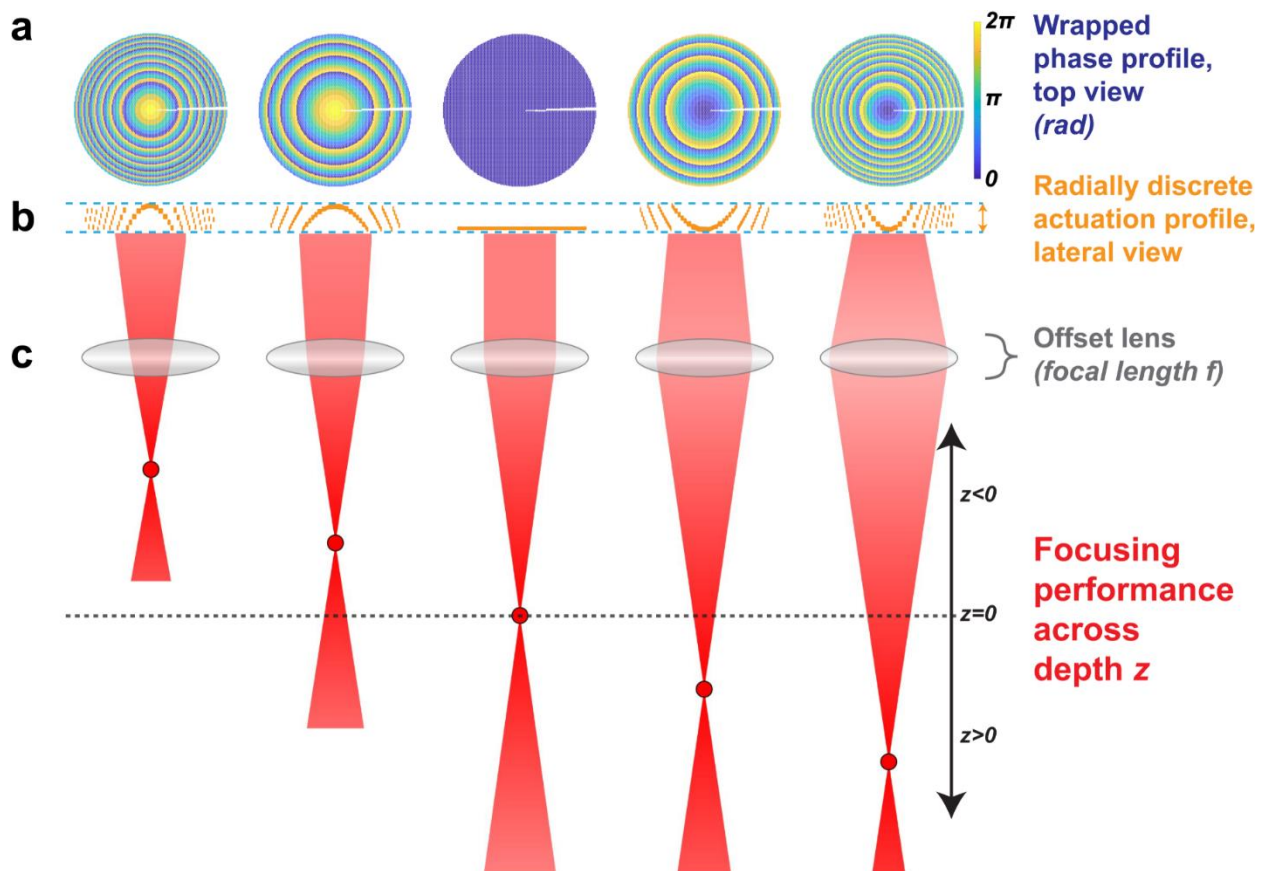 a
2π
π
0
Wrapped
phase profile,
top view
(rad)
b
Radially discrete
actuation profile,
lateral view
c
Offset lens
(focal length f)
z<0
z=0
z>0
Focusing
performance
across
depth z